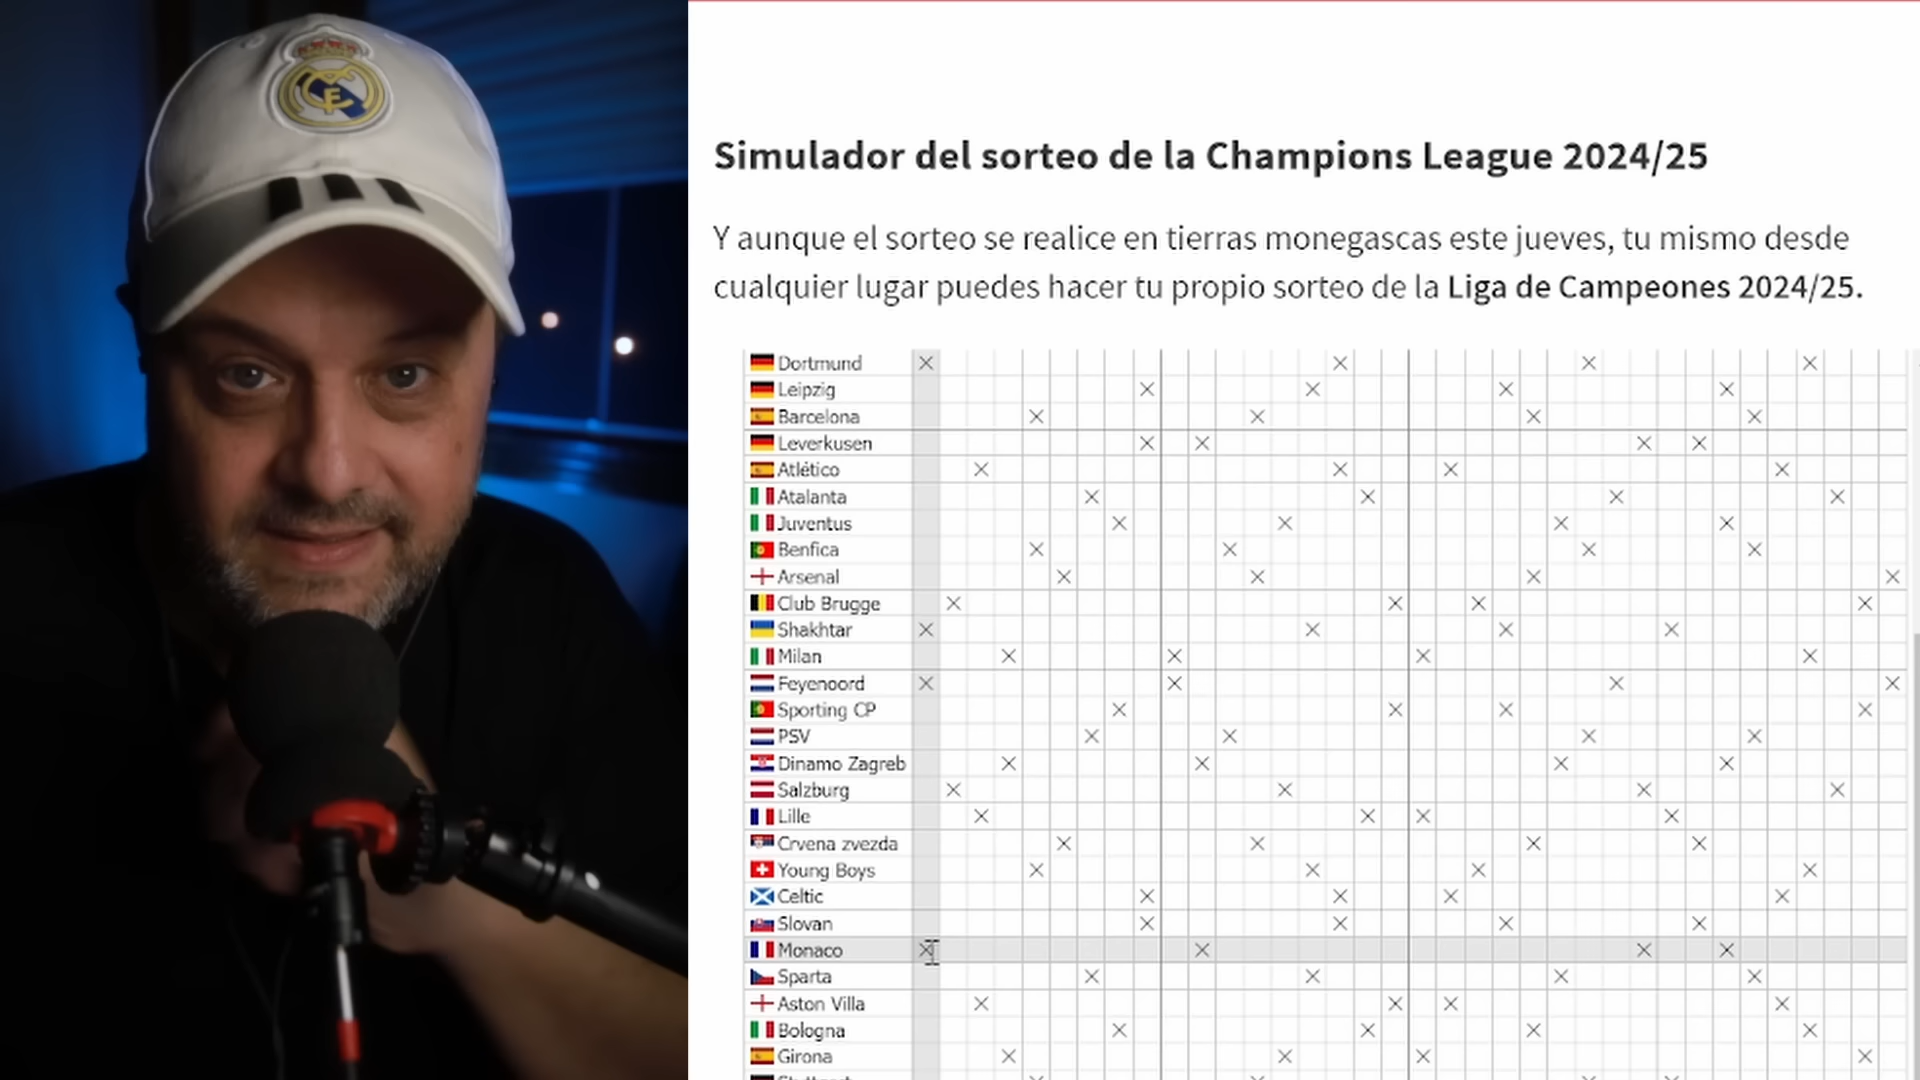 Simulador del sorteo de la Champions League 2024/25
Y aunque el sorteo se realice en tierras monegascas este jueves, tu mismo desde
cualquier lugar puedes hacer tu propio sorteo de la Liga de Campeones 2024/25.
Dortmund
Leipzig
Barcelona
Leverkusen
Atlético
Atalanta
Juventus
Benfica
Arsenal
Club Brugge
Shakhtar
Milan
Feyenoord
Sporting CP
PSV
Dinamo Zagreb
Salzburg
Lille
Crvena zvezda
Young Boys
Celtic
Slovan
Monaco
Sparta
Aston Villa
Bologna
Girona